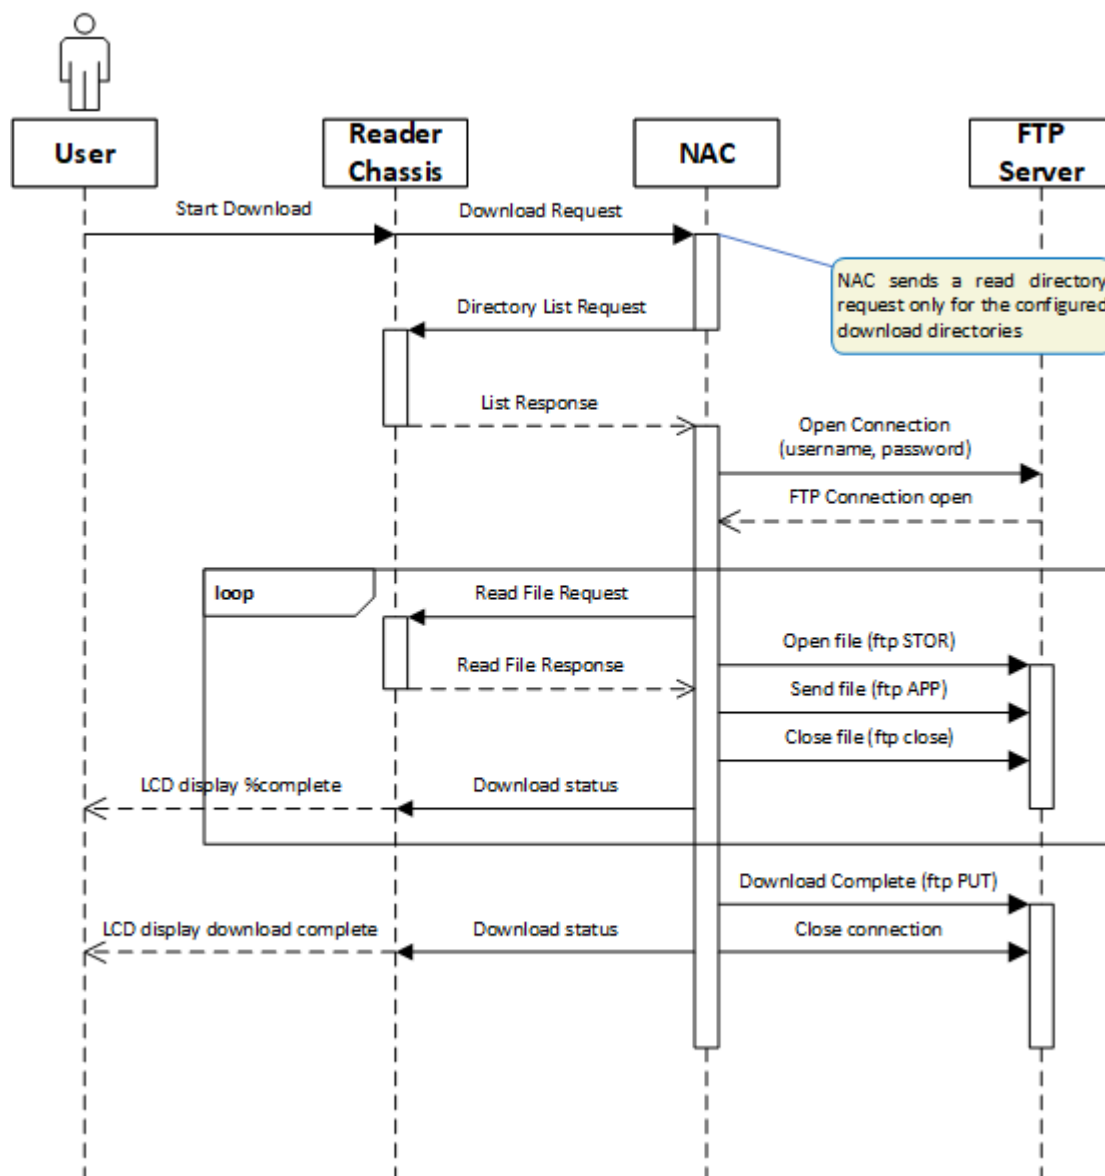 User
Reader
Chassis
NAC
FTP
Server
Start Download
Download Request
NAC sends a read directory
request only for the configured
download directories
Directory List Request
List Response
Open Connection
(username, password)
FTP Connection open
loop
Read File Request
Open file (ftp STOR)
Read File Response
Send file (ftp APP)
Close file (ftp close)
LCD display %complete
Download status
Download Complete (ftp PUT)
LCD display download complete
Download status
Close connection